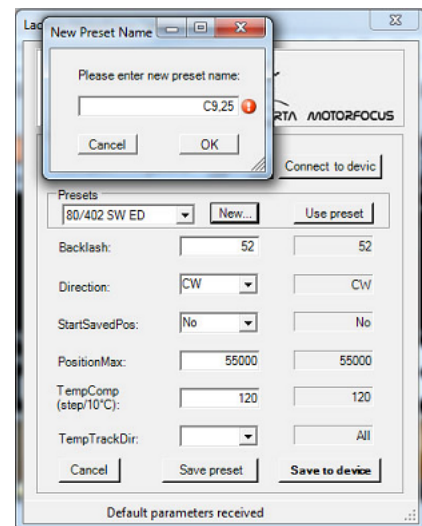 New Preset Name
Please enter new preset name:
C9,25
Cancel OK
MOTORFOCUS
Connect to devic
Presets
80/402 SW ED New... Use preset
Backlash: 52 52
Direction: CW CW
StartSavedPos: No No
PositionMax: 55000 55000
TempComp 120 120
(step/10°C):
TempTrackDir: All
Cancel Save preset Save to device
Default parameters received